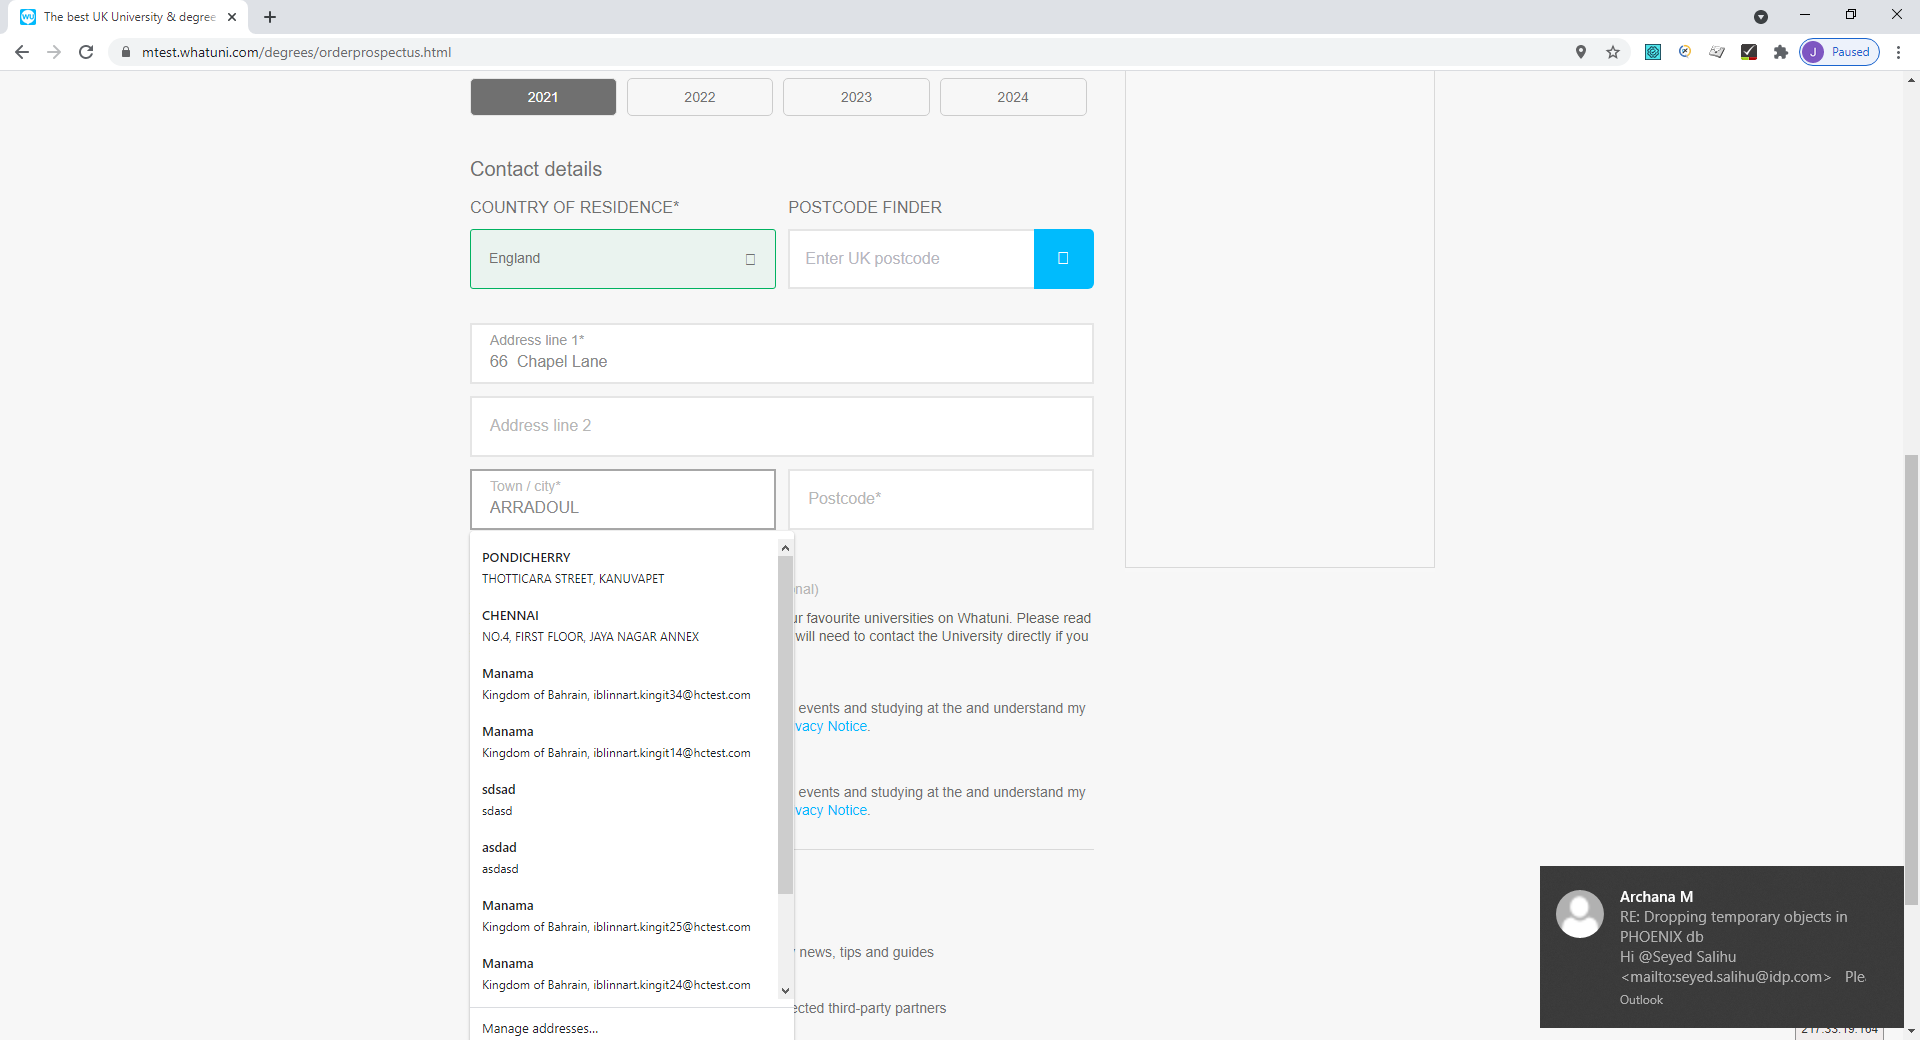 The best UK University & degree
mtest.whatuni.com/degrees/orderprospectus.html
J Paused
2021 2022 2023 2024
Contact details
COUNTRY OF RESIDENCE* POSTCODE FINDER
England Enter UK postcode
Address line 1*
66 Chapel Lane
Address line 2
Town / city*
ARRADOUL
Postcode*
PONDICHERRY
THOTTICARA STREET, KANUVAPET
CHENNAI
NO.4, FIRST FLOOR, JAYA NAGAR ANNEX
Manama
Kingdom of Bahrain, iblinnart.kingit34@hctest.com
Manama
Kingdom of Bahrain, iblinnart.kingit14@hctest.com
sdsad
sdasd
asdad
asdasd
Manama
Kingdom of Bahrain, iblinnart.kingit25@hctest.com
Manama
Kingdom of Bahrain, iblinnart.kingit24@hctest.com
Manage addresses...
nal)
ur favourite universities on Whatuni. Please read
will need to contact the University directly if you
events and studying at the and understand my
vacy Notice.
events and studying at the and understand my
vacy Notice.
news, tips and guides
ected third-party partners
Archana M
RE: Dropping temporary objects in
PHOENIX db
Hi @Seyed Salihu
<mailto:seyed.salihu@idp.com> Ple
Outlook
217.33.19.164